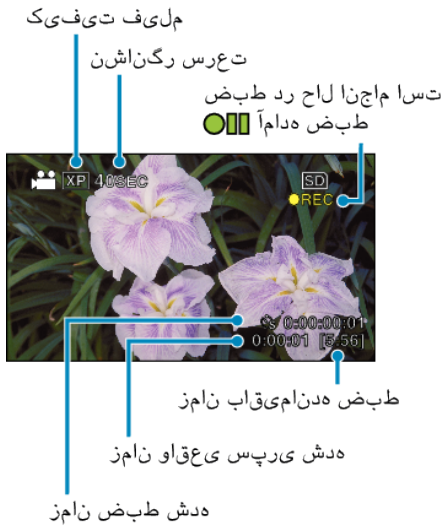 ملیف تیفیک
تعرس رگناشن
تسا ماجنا لاح رد طبض
طبض هدامآ
XP 40SEC
SD
●REC
0:00:00:01
0:00:01 [5:56]
طبض هدنامیقاب نامز
هدش یرپس یعقاو نامز
هدش طبض نامز